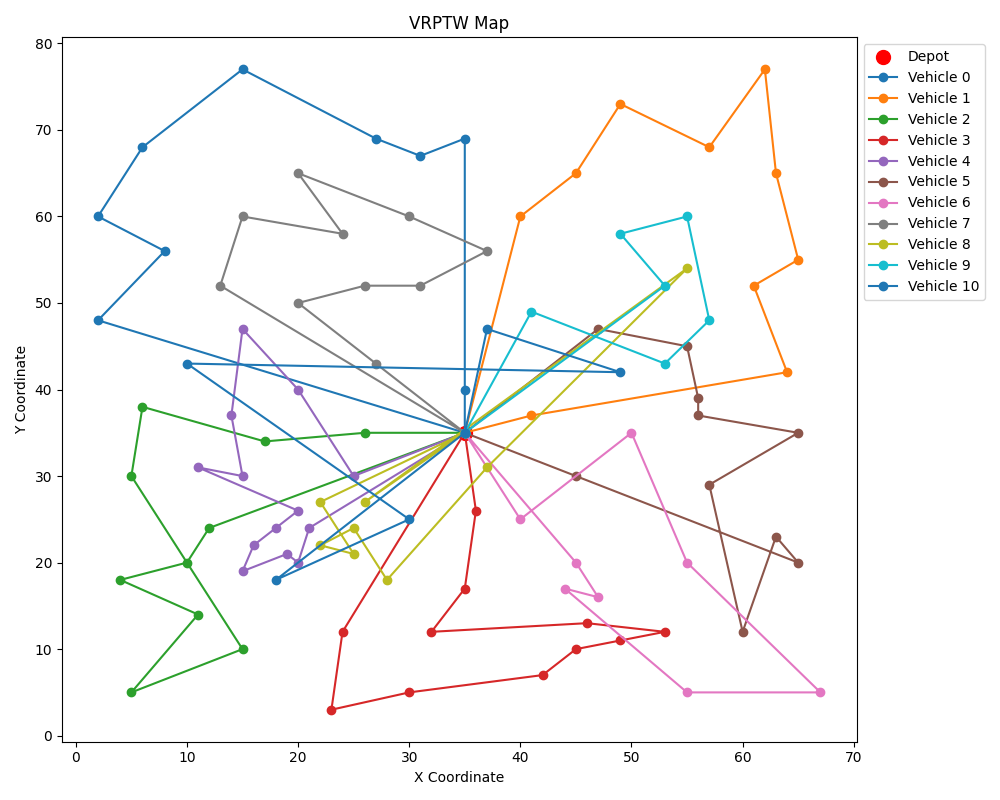 VRPTW Map
80
70
60
50
40
30
20
10
0
Y Coordinate
0 10 20 30 40 50 60 70
X Coordinate
Depot
Vehicle 0
Vehicle 1
Vehicle 2
Vehicle 3
Vehicle 4
Vehicle 5
Vehicle 6
Vehicle 7
Vehicle 8
Vehicle 9
Vehicle 10